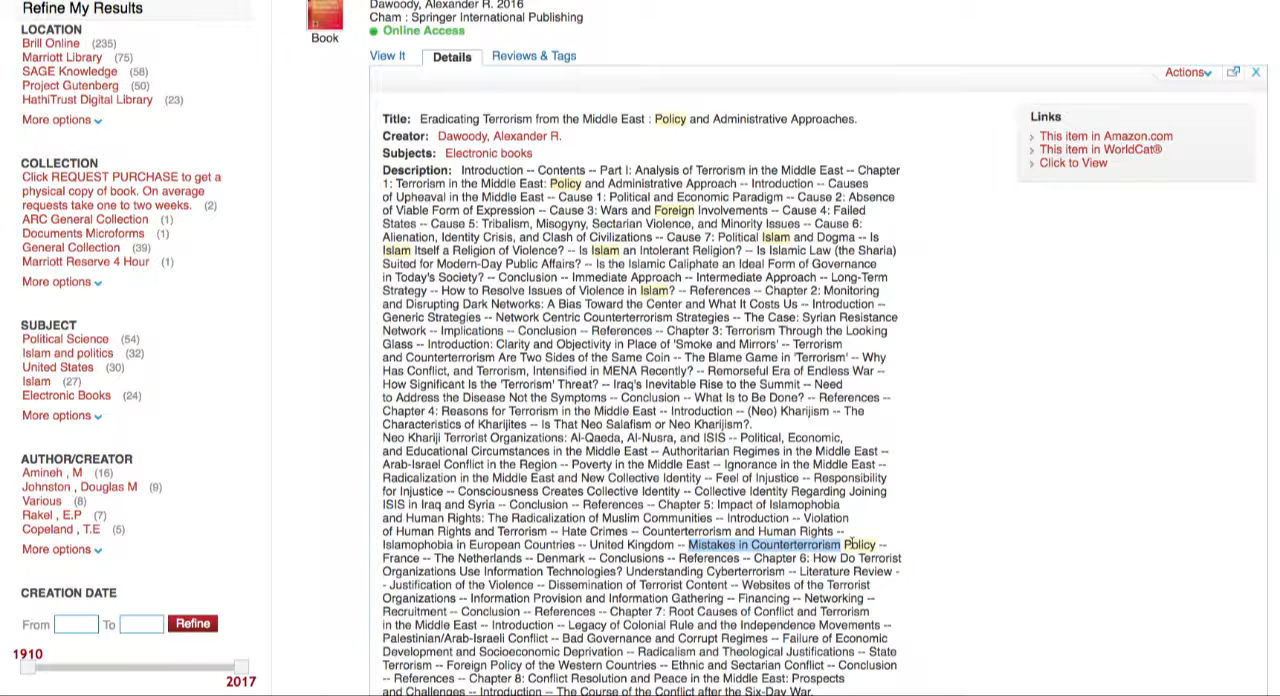 Refine My Results
LOCATION
Brill Online (235)
Marriott Library (75)
SAGE Knowledge (58)
Project Gutenberg (50)
HathiTrust Digital Library (23)
More options
COLLECTION
Click REQUEST PURCHASE to get a
physical copy of book. On average
requests take one to two weeks. (2)
ARC General Collection (1)
Documents Microforms (1)
General Collection (39)
Marriott Reserve 4 Hour (1)
More options
SUBJECT
Political Science (54)
Islam and politics (32)
United States (30)
Islam (27)
Electronic Books (24)
More options
AUTHOR/CREATOR
Amineh , M (16)
Johnston , Douglas M (9)
Various (8)
Rakel , E.P (7)
Copeland , T.E (5)
More options
CREATION DATE
From To Refine
1910
2017
Book
Dawoody, Alexander R. 2016
Cham : Springer International Publishing
Online Access
View It Details Reviews & Tags
Actions
Title: Eradicating Terrorism from the Middle East : Policy and Administrative Approaches.
Creator: Dawoody, Alexander R.
Subjects: Electronic books
Description: Introduction -- Contents -- Part I: Analysis of Terrorism in the Middle East -- Chapter
1: Terrorism in the Middle East: Policy and Administrative Approach -- Introduction -- Causes
of Upheaval in the Middle East -- Cause 1: Political and Economic Paradigm -- Cause 2: Absence
of Viable Form of Expression -- Cause 3: Wars and Foreign Involvements -- Cause 4: Failed
States -- Cause 5: Tribalism, Misogyny, Sectarian Violence, and Minority Issues -- Cause 6:
Alienation, Identity Crisis, and Clash of Civilizations -- Cause 7: Political Islam and Dogma -- Is
Islam Itself a Religion of Violence? -- Is Islam an Intolerant Religion? -- Is Islamic Law (the Sharia)
Suited for Modern-Day Public Affairs? -- Is the Islamic Caliphate an Ideal Form of Governance
in Today's Society? -- Conclusion -- Immediate Approach -- Intermediate Approach -- Long-Term
Strategy -- How to Resolve Issues of Violence in Islam? -- References -- Chapter 2: Monitoring
and Disrupting Dark Networks: A Bias Toward the Center and What It Costs Us -- Introduction --
Generic Strategies -- Network Centric Counterterrorism Strategies -- The Case: Syrian Resistance
Network -- Implications -- Conclusion -- References -- Chapter 3: Terrorism Through the Looking
Glass -- Introduction: Clarity and Objectivity in Place of 'Smoke and Mirrors' -- Terrorism
and Counterterrorism Are Two Sides of the Same Coin -- The Blame Game in 'Terrorism' -- Why
Has Conflict, and Terrorism, Intensified in MENA Recently? -- Remorseful Era of Endless War --
How Significant Is the 'Terrorism' Threat? -- Iraq's Inevitable Rise to the Summit -- Need
to Address the Disease Not the Symptoms -- Conclusion -- What Is to Be Done? -- References --
Chapter 4: Reasons for Terrorism in the Middle East -- Introduction -- (Neo) Kharijism -- The
Characteristics of Kharijites -- Is That Neo Salafism or Neo Kharijism?.
Neo Khariji Terrorist Organizations: Al-Qaeda, Al-Nusra, and ISIS -- Political, Economic,
and Educational Circumstances in the Middle East -- Authoritarian Regimes in the Middle East --
Arab-Israel Conflict in the Region -- Poverty in the Middle East -- Ignorance in the Middle East --
Radicalization in the Middle East and New Collective Identity -- Feel of Injustice -- Responsibility
for Injustice -- Consciousness Creates Collective Identity -- Collective Identity Regarding Joining
ISIS in Iraq and Syria -- Conclusion -- References -- Chapter 5: Impact of Islamophobia
and Human Rights: The Radicalization of Muslim Communities -- Introduction -- Violation
of Human Rights and Terrorism -- Hate Crimes -- Counterterrorism and Human Rights --
Islamophobia in European Countries -- United Kingdom -- Mistakes in Counterterrorism Policy --
France -- The Netherlands -- Denmark -- Conclusions -- References -- Chapter 6: How Do Terrorist
Organizations Use Information Technologies? Understanding Cyberterrorism -- Literature Review -
- Justification of the Violence -- Dissemination of Terrorist Content -- Websites of the Terrorist
Organizations -- Information Provision and Information Gathering -- Financing -- Networking --
Recruitment -- Conclusion -- References -- Chapter 7: Root Causes of Conflict and Terrorism
in the Middle East -- Introduction -- Legacy of Colonial Rule and the Independence Movements --
Palestinian/Arab-Israeli Conflict -- Bad Governance and Corrupt Regimes -- Failure of Economic
Development and Socioeconomic Deprivation -- Radicalism and Theological Justifications -- State
Terrorism -- Foreign Policy of the Western Countries -- Ethnic and Sectarian Conflict -- Conclusion
-- References -- Chapter 8: Conflict Resolution and Peace in the Middle East: Prospects
and Challenges -- Introduction -- The Course of the Conflict after the Six-Day War.
Links
This item in Amazon.com
This item in WorldCat®
Click to View